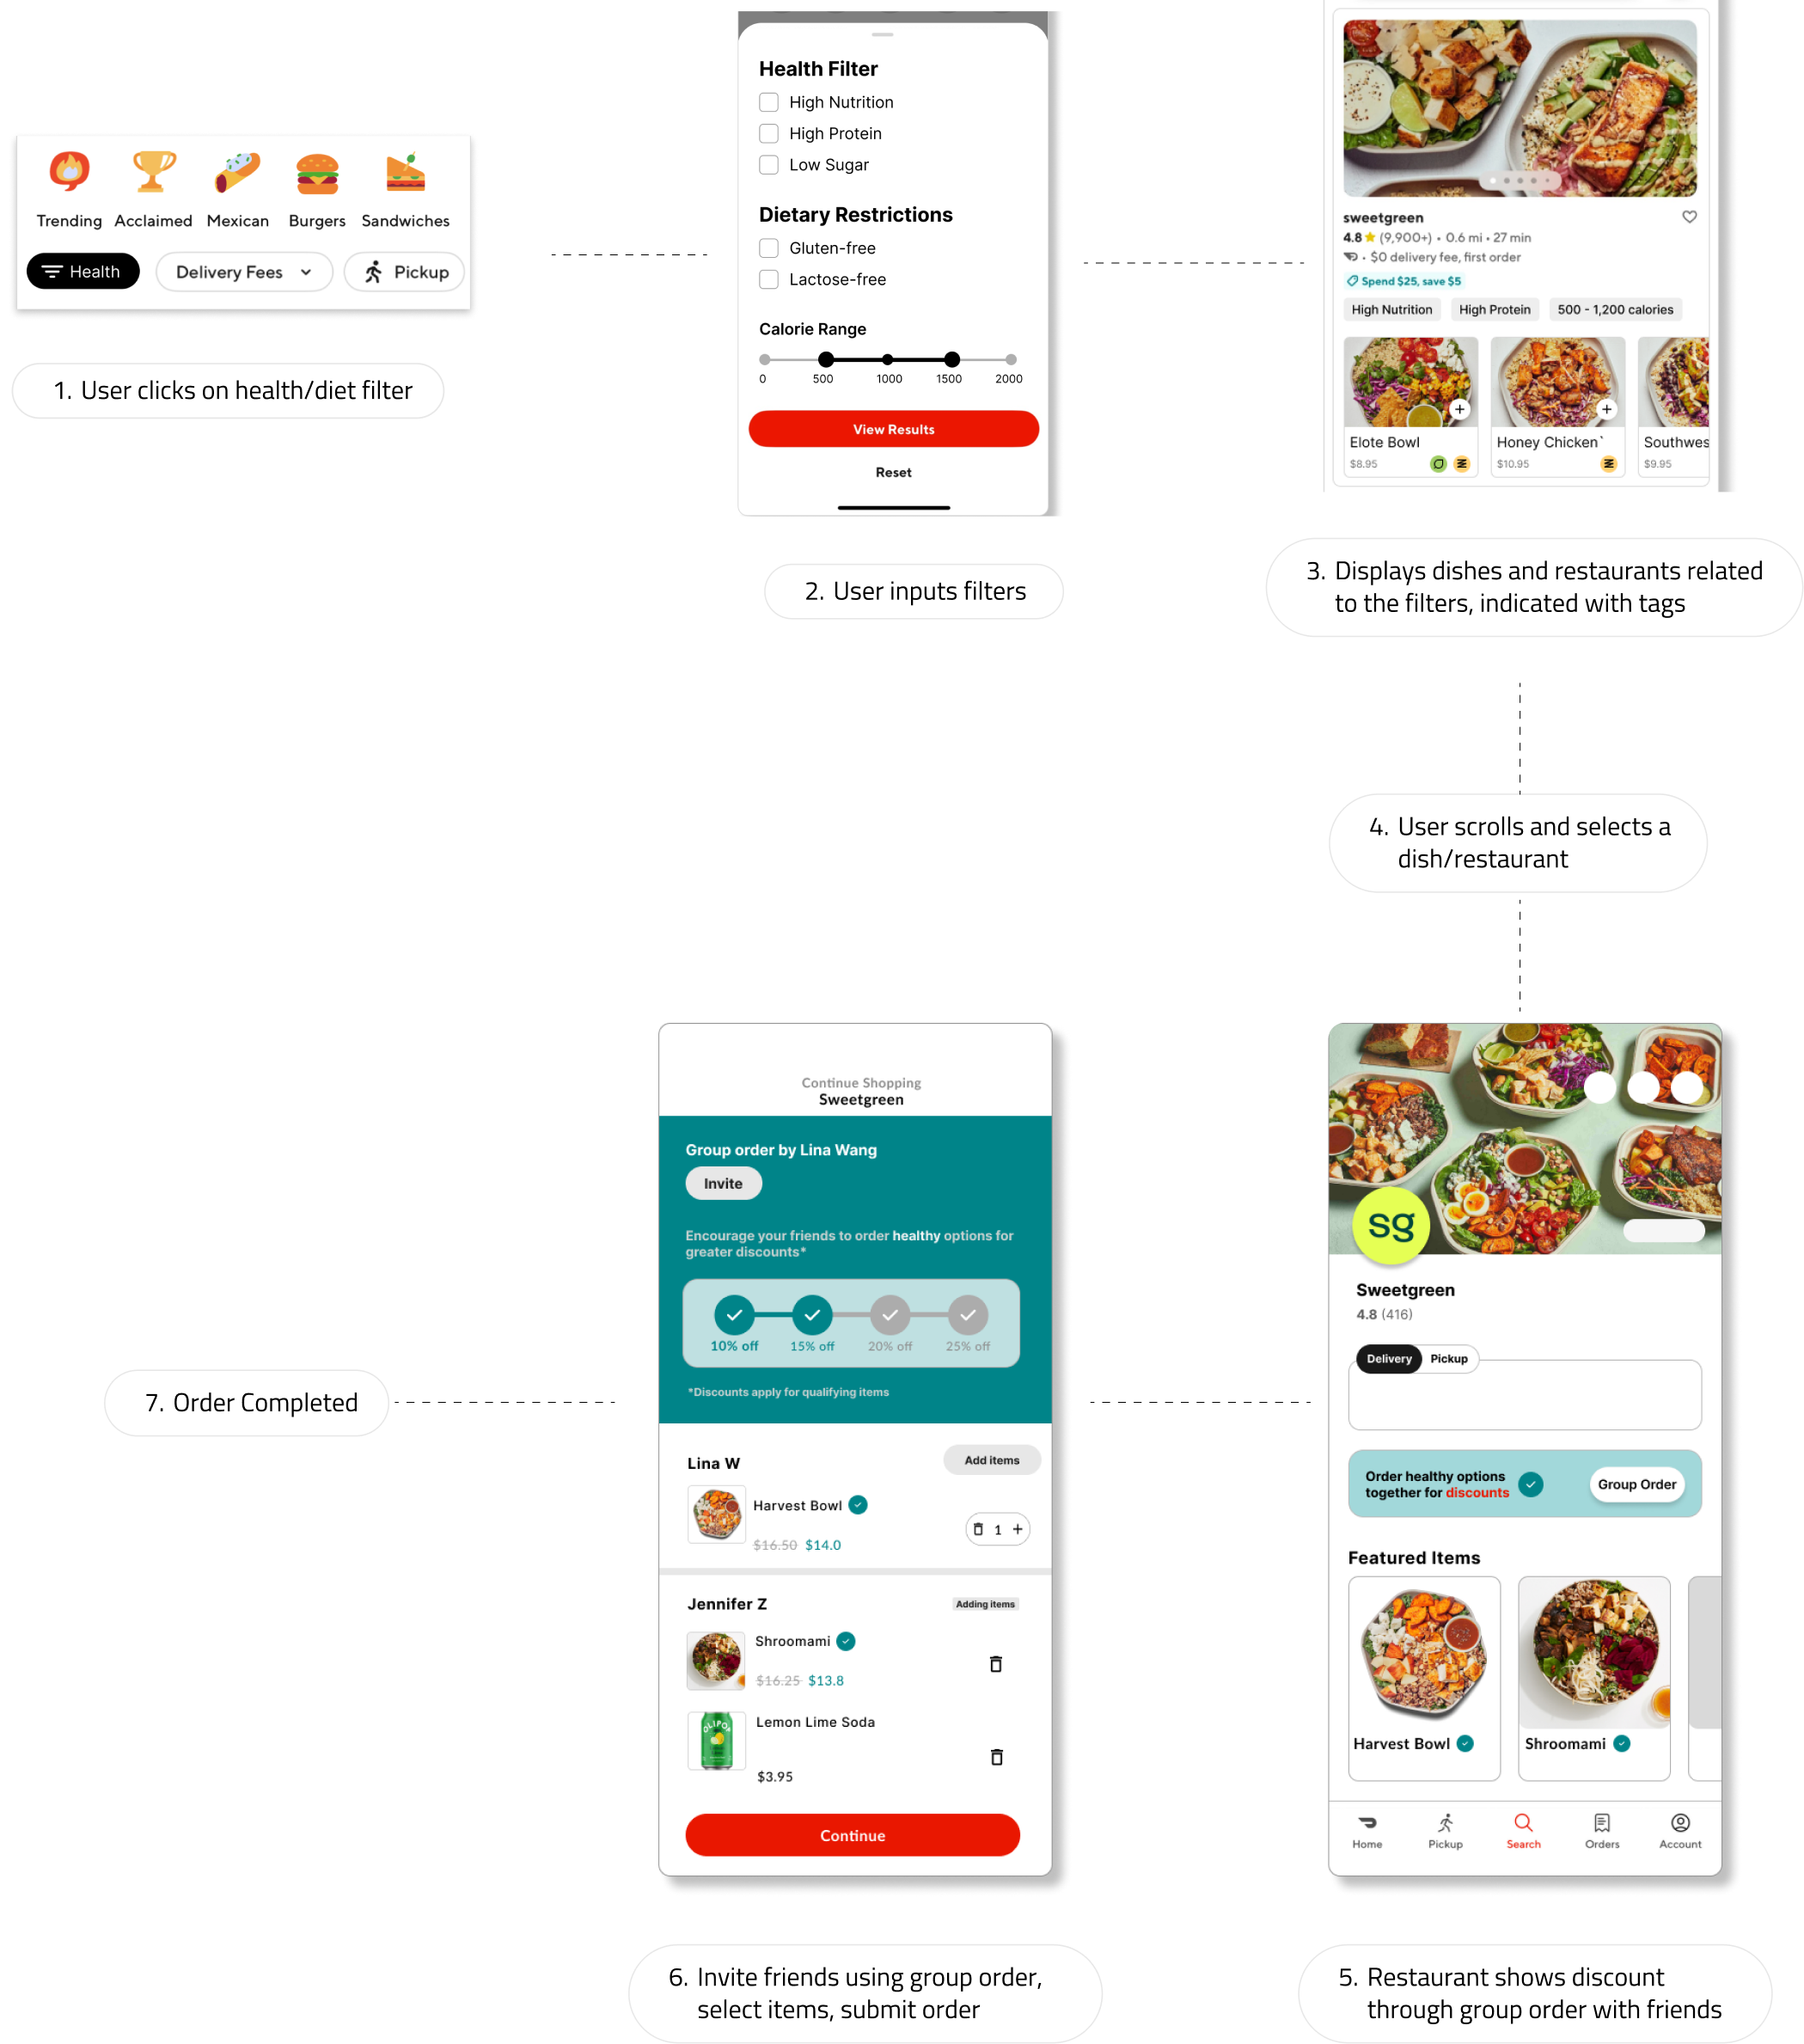 Trending
Acclaimed
Mexican
Burgers
Sandwiches
Health
Delivery Fees
Pickup
1. User clicks on health/diet filter
Health Filter
High Nutrition
High Protein
Low Sugar
Dietary Restrictions
Gluten-free
Lactose-free
Calorie Range
0 500 1000 1500 2000
View Results
Reset
2. User inputs filters
sweetgreen
4.8 (9,900+) • 0.6 mi • 27 min
• $0 delivery fee, first order
Spend $25, save $5
High Nutrition
High Protein
500 - 1,200 calories
Elote Bowl
$8.95
Honey Chicken`
$10.95
Southwes
$9.95
3. Displays dishes and restaurants related
to the filters, indicated with tags
4. User scrolls and selects a
dish/restaurant
sg
Sweetgreen
4.8 (416)
Delivery
Pickup
Order healthy options
together for discounts
Group Order
Featured Items
Harvest Bowl
Shroomami
Home
Pickup
Search
Orders
Account
5. Restaurant shows discount
through group order with friends
Continue Shopping
Sweetgreen
Group order by Lina Wang
Invite
Encourage your friends to order healthy options for
greater discounts*
10% off
15% off
20% off
25% off
*Discounts apply for qualifying items
Lina W
Add items
Harvest Bowl
$16.50 $14.0
1 +
Jennifer Z
Adding items
Shroomami
$16.25 $13.8
OLIPOP
Lemon Lime Soda
$3.95
Continue
6. Invite friends using group order,
select items, submit order
7. Order Completed